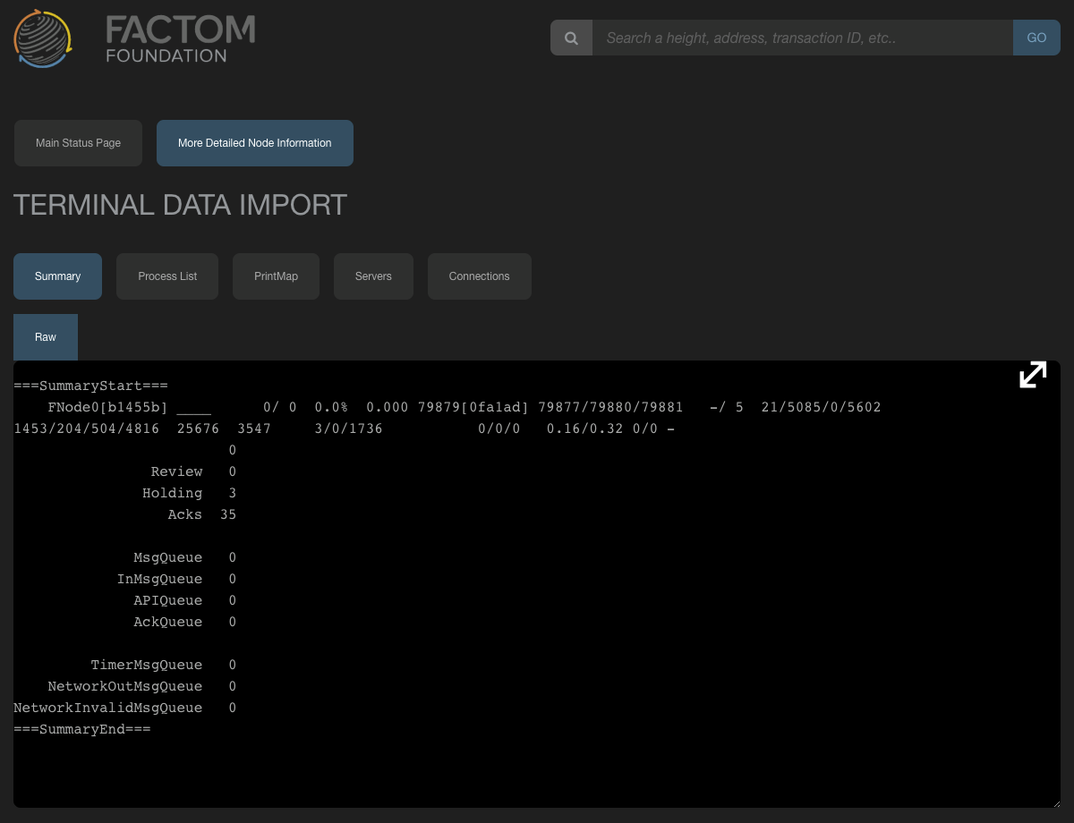 FACTOM
FOUNDATION
Search a height, address, transaction ID, etc..
GO
Main Status Page
More Detailed Node Information
TERMINAL DATA IMPORT
Summary
Process List
PrintMap
Servers
Connections
Raw
===SummaryStart===
FNode0[b1455b] ____ 0/ 0 0.0% 0.000 79879[0fa1ad] 79877/79880/79881 -/ 5 21/5085/0/5602
1453/204/504/4816 25676 3547 3/0/1736 0/0/0 0.16/0.32 0/0 -
0
Review 0
Holding 3
Acks 35
MsgQueue 0
InMsgQueue 0
APIQueue 0
AckQueue 0
TimerMsgQueue 0
NetworkOutMsgQueue 0
NetworkInvalidMsgQueue 0
===SummaryEnd===